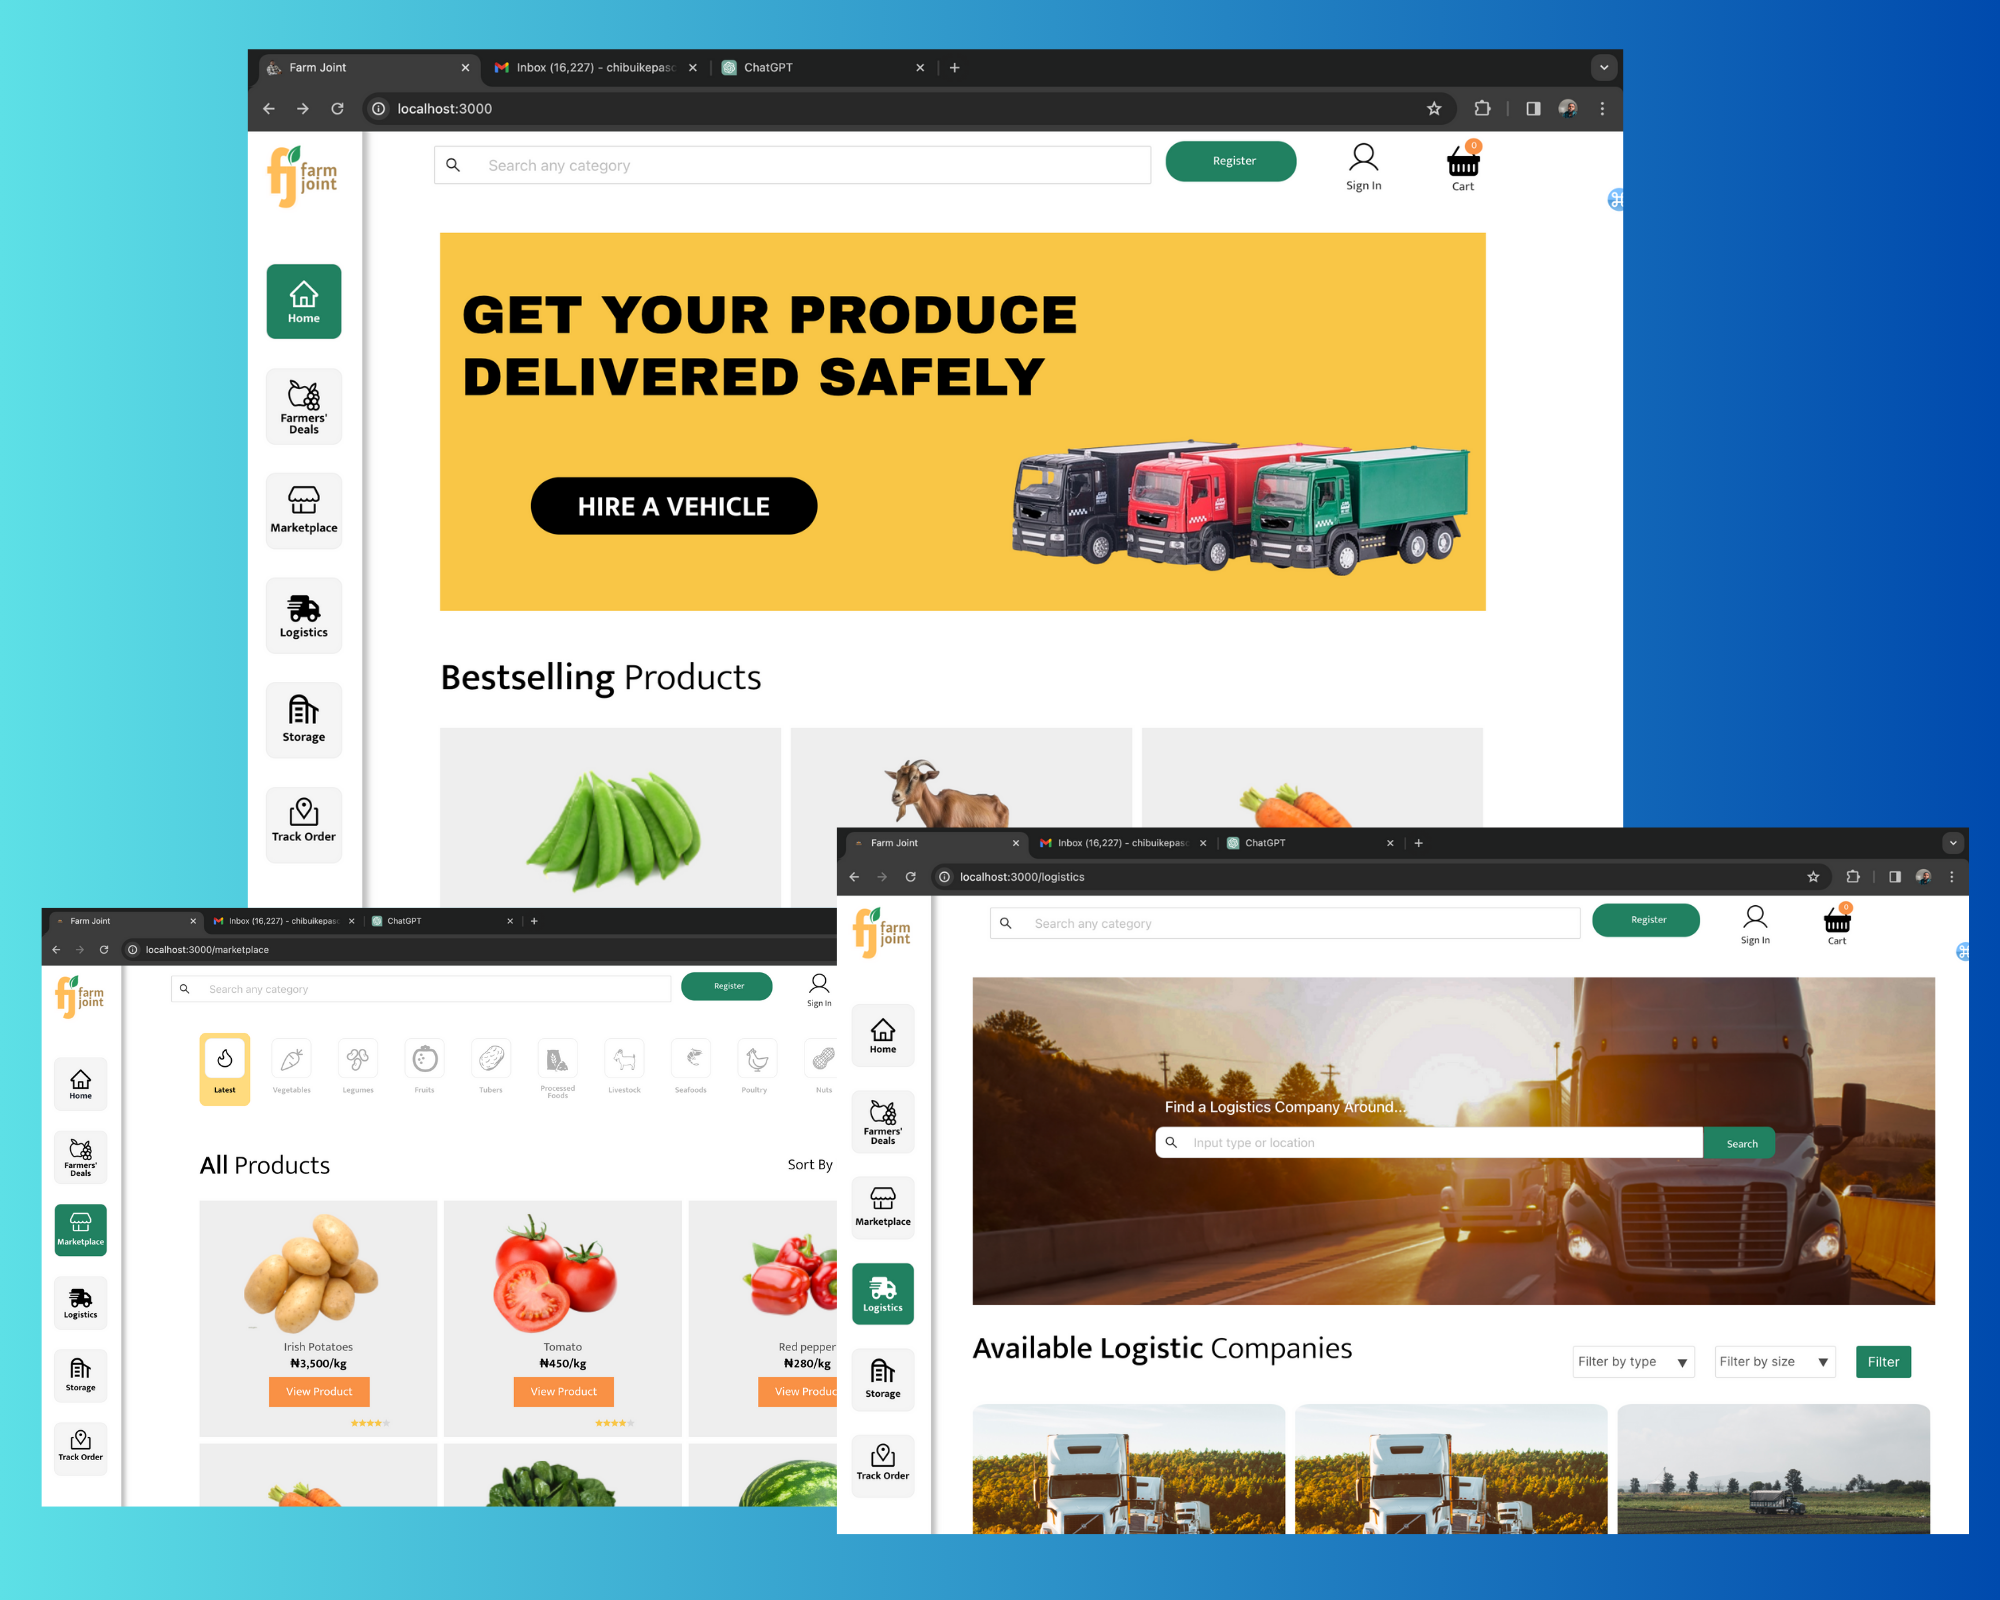 Farm Joint
Inbox (16,227) - chibuikepasc
ChatGPT
localhost:3000
farm
joint
Search any category
Register
Sign In
0
Cart
Home
Farmers'
Deals
Marketplace
Logistics
Storage
Track Order
GET YOUR PRODUCE
DELIVERED SAFELY
HIRE A VEHICLE
Bestselling Products
Farm Joint
Inbox (16,227) - chibuikepasc
ChatGPT
localhost:3000/marketplace
farm
joint
Search any category
Register
Sign In
Home
Farmers'
Deals
Marketplace
Logistics
Storage
Track Order
Latest
Vegetables
Legumes
Fruits
Tubers
Processed
Foods
Livestock
Seafoods
Poultry
Nuts
All Products
Sort By
Irish Potatoes
₦3,500/kg
View Product
Tomato
₦450/kg
View Product
Red pepper
₦280/kg
View Produc
Farm Joint
Inbox (16,227) - chibuikepasc
ChatGPT
localhost:3000/logistics
farm
joint
Search any category
Register
Sign In
0
Cart
Home
Farmers'
Deals
Marketplace
Logistics
Storage
Track Order
Find a Logistics Company Around...
Input type or location
Search
Available Logistic Companies
Filter by type
Filter by size
Filter